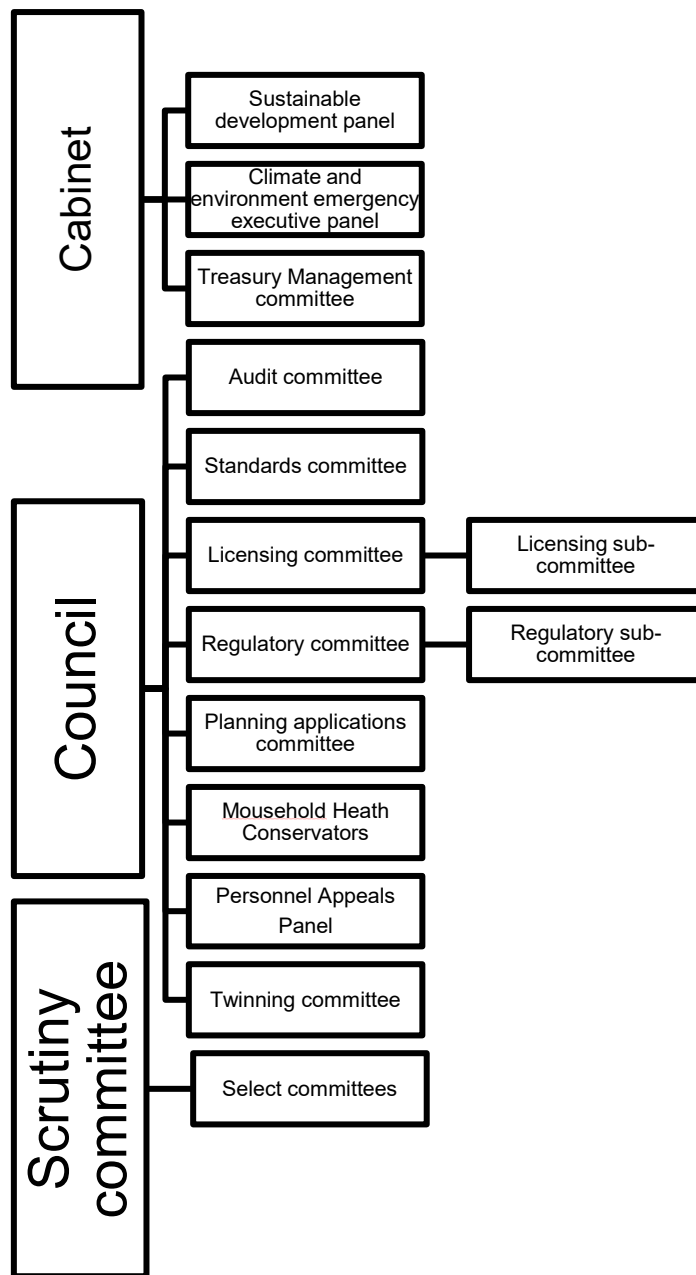 Cabinet
Sustainable
development panel
Climate and
environment emergency
executive panel
Treasury Management
committee
Council
Audit committee
Standards committee
Licensing committee
Licensing sub-
committee
Regulatory committee
Regulatory sub-
committee
Planning applications
committee
Mousehold Heath
Conservators
Personnel Appeals
Panel
Twinning committee
Scrutiny
committee
Select committees